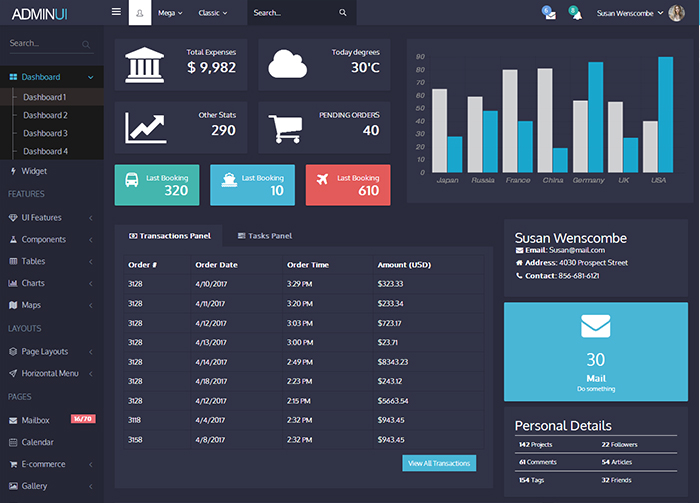 ADMINUI
Mega
Classic
Search...
6
8
Susan Wenscombe
Search...
Dashboard
Dashboard 1
Dashboard 2
Dashboard 3
Dashboard 4
Widget
FEATURES
UI Features
Components
Tables
Charts
Maps
LAYOUTS
Page Layouts
Horizontal Menu
PAGES
Mailbox
16/70
Calendar
E-commerce
Gallery
Total Expenses
$ 9,982
Today degrees
30'C
Other Stats
290
PENDING ORDERS
40
Last Booking
320
Last Booking
10
Last Booking
610
90
80
70
60
50
40
30
20
10
0
Japan Russia France China Germany UK USA
Transactions Panel Tasks Panel
Order # Order Date Order Time Amount (USD)
3128 4/10/2017 3:29 PM $323.33
3128 4/11/2017 3:20 PM $233.34
3128 4/12/2017 3:03 PM $723.17
3128 4/13/2017 3:00 PM $23.71
3128 4/14/2017 2:49 PM $8343.23
3128 4/18/2017 2:23 PM $243.12
3128 4/12/2017 2:15 PM $5663.54
3118 4/4/2017 2:32 PM $943.45
3158 4/8/2017 2:32 PM $943.45
View All Transactions
Susan Wenscombe
Email: Susan@mail.com
Address: 4030 Prospect Street
Contact: 856-681-6121
30
Mail
Do something
Personal Details
142 Projects 22 Followers
61 Comments 54 Articles
154 Tags 32 Friends